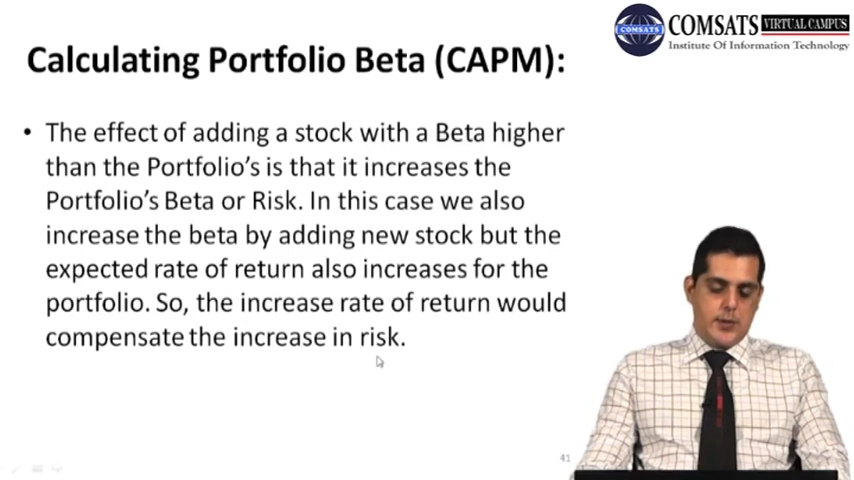 COMSATS
COMSATS VIRTUAL CAMPUS
Institute Of Information Technology
Calculating Portfolio Beta (CAPM):
• The effect of adding a stock with a Beta higher
than the Portfolio's is that it increases the
Portfolio's Beta or Risk. In this case we also
increase the beta by adding new stock but the
expected rate of return also increases for the
portfolio. So, the increase rate of return would
compensate the increase in risk.
41